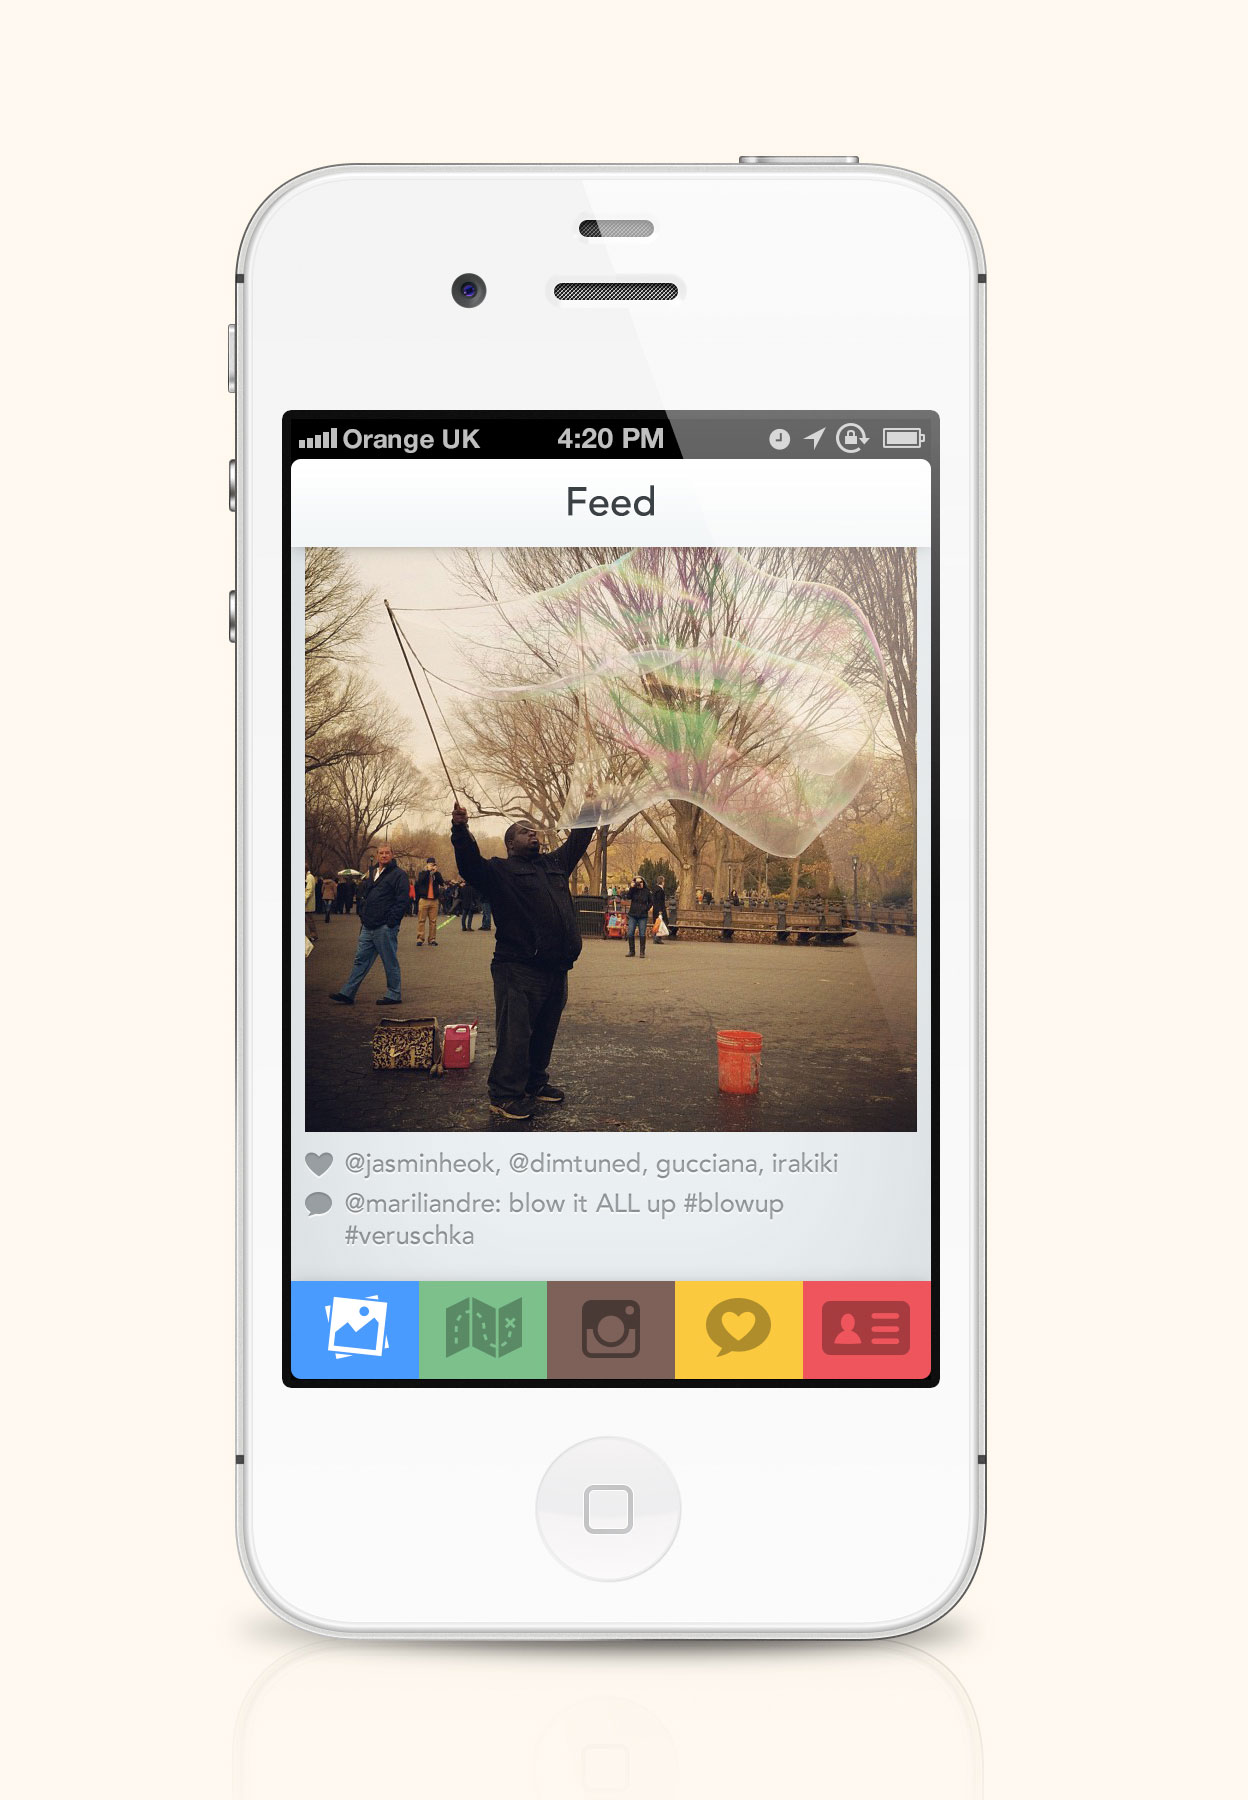 Orange UK 4:20 PM
Feed
@jasminheok, @dimtuned, gucciana, irakiki
@mariliandre: blow it ALL up #blowup
#veruschka